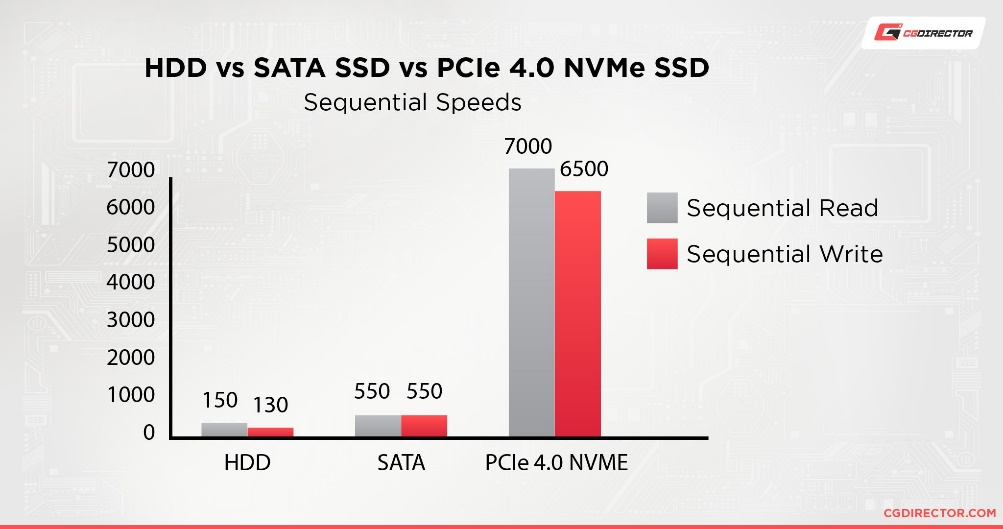 CGDIRECTOR
HDD vs SATA SSD vs PCIe 4.0 NVMe SSD
Sequential Speeds
7000
6000
5000
4000
3000
2000
1000
0
150
130
550
550
7000
6500
HDD
SATA
PCIe 4.0 NVME
Sequential Read
Sequential Write
CGDIRECTOR.COM